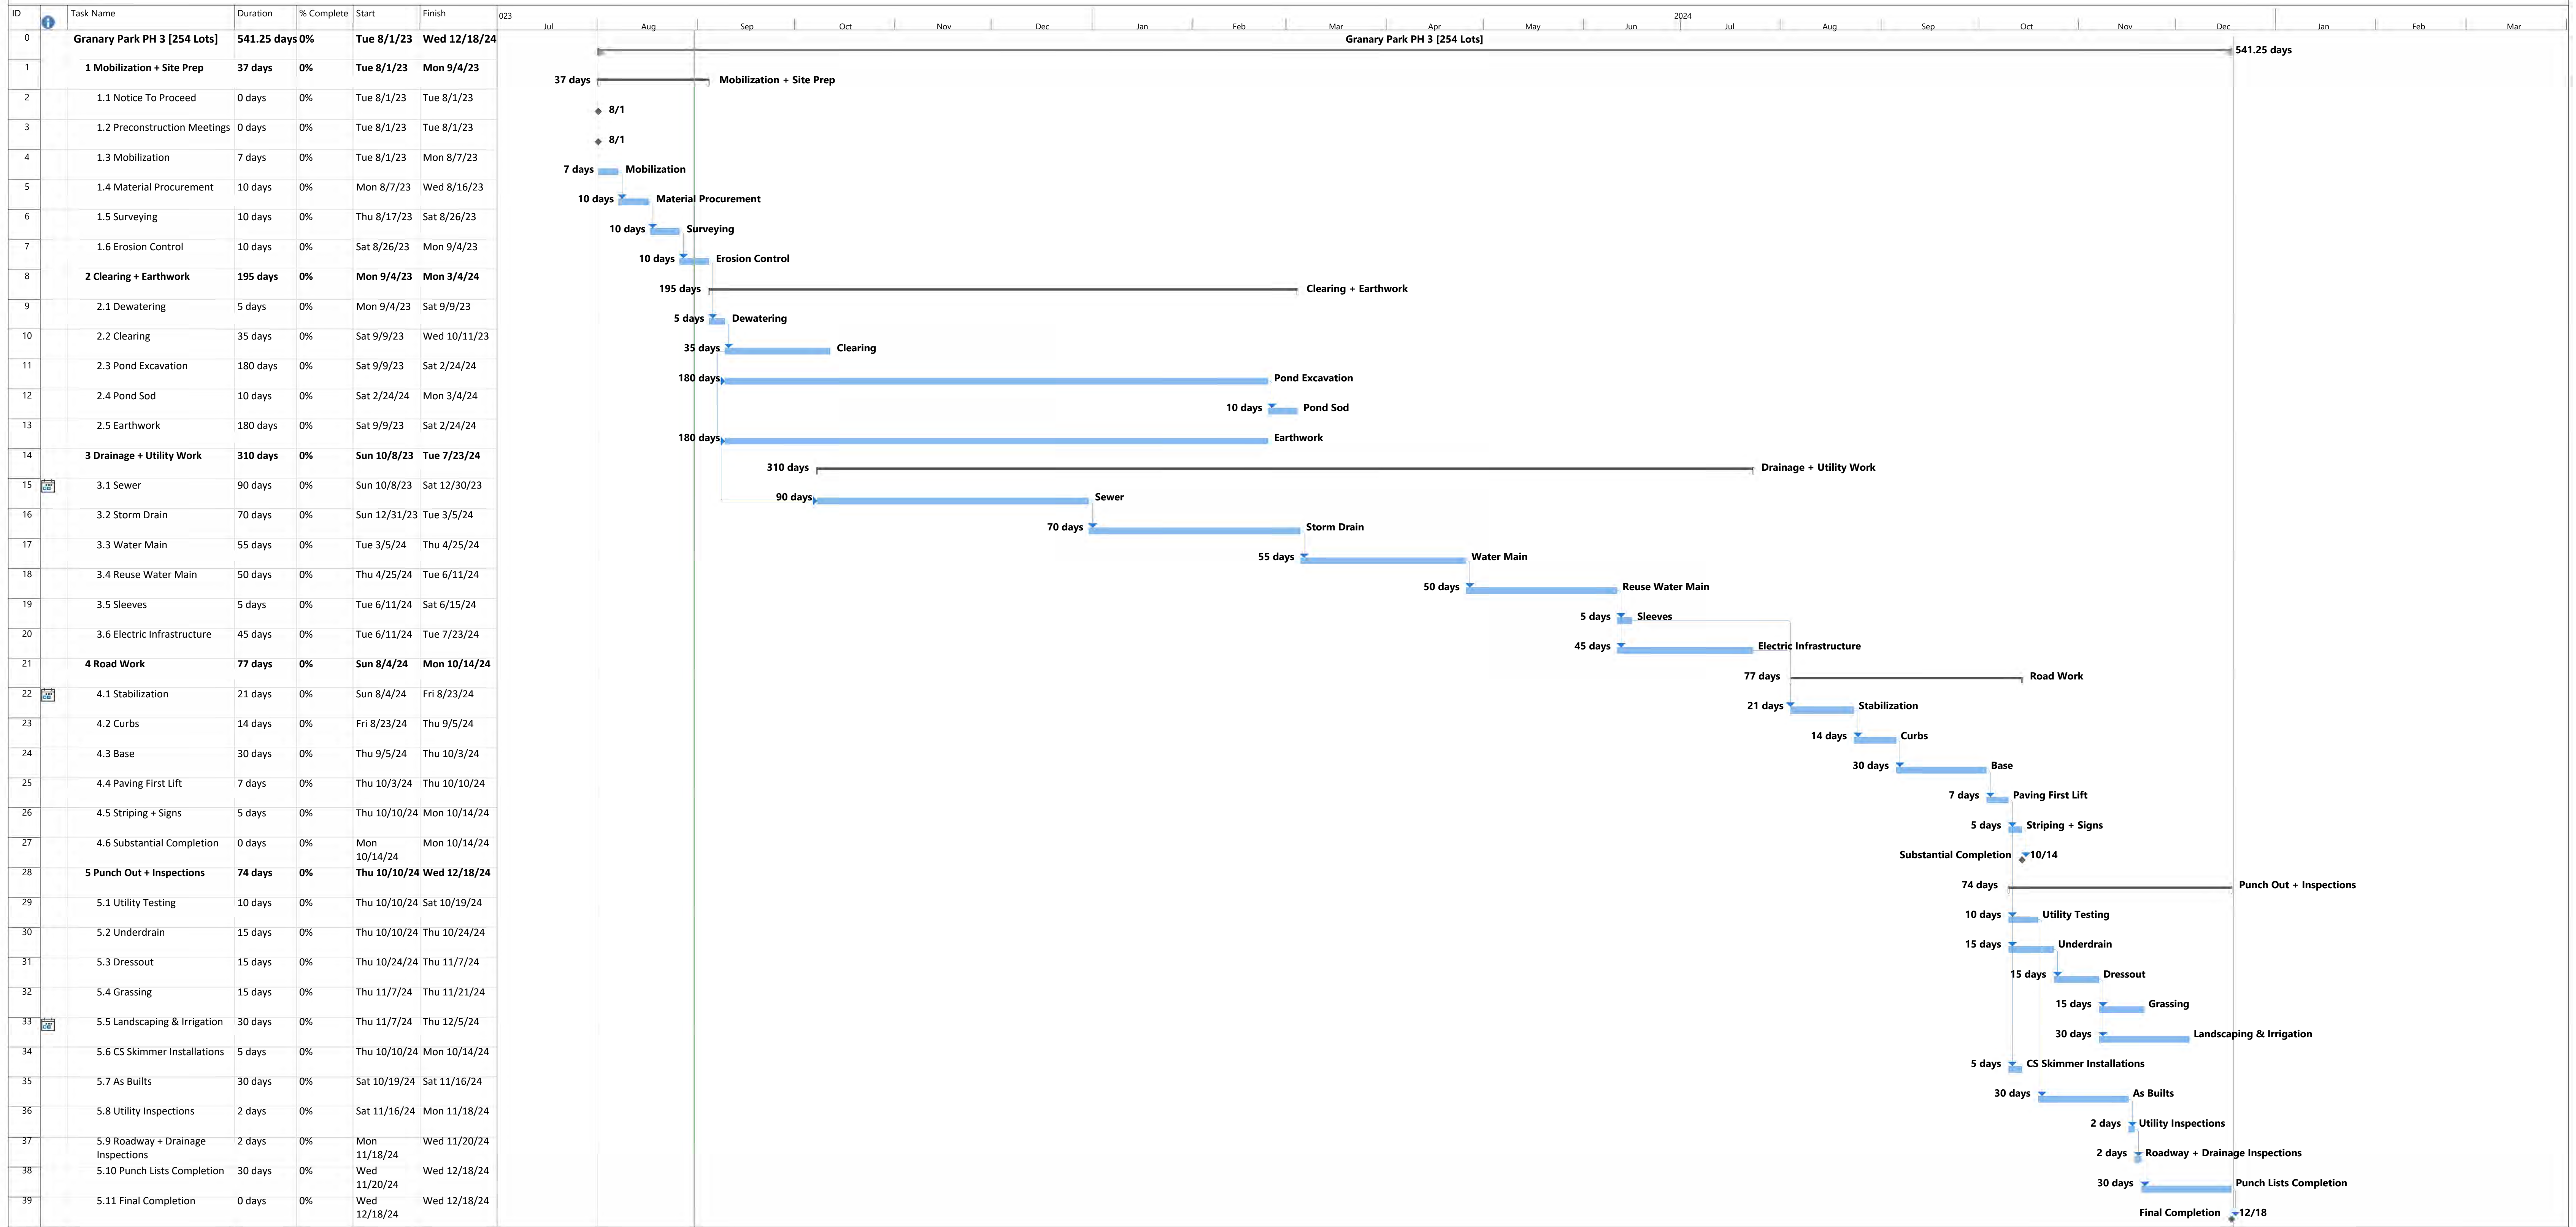 ID Task Name Duration % Complete Start Finish 023 2024
Jul Aug Sep Oct Nov Dec Jan Feb Mar Apr May Jun Jul Aug Sep Oct Nov Dec Jan Feb Mar
0 Granary Park PH 3 [254 Lots] 541.25 days 0% Tue 8/1/23 Wed 12/18/24 Granary Park PH 3 [254 Lots] 541.25 days
1 1 Mobilization + Site Prep 37 days 0% Tue 8/1/23 Mon 9/4/23 37 days Mobilization + Site Prep
2 1.1 Notice To Proceed 0 days 0% Tue 8/1/23 Tue 8/1/23 8/1
3 1.2 Preconstruction Meetings 0 days 0% Tue 8/1/23 Tue 8/1/23 8/1
4 1.3 Mobilization 7 days 0% Tue 8/1/23 Mon 8/7/23 7 days Mobilization
5 1.4 Material Procurement 10 days 0% Mon 8/7/23 Wed 8/16/23 10 days Material Procurement
6 1.5 Surveying 10 days 0% Thu 8/17/23 Sat 8/26/23 10 days Surveying
7 1.6 Erosion Control 10 days 0% Sat 8/26/23 Mon 9/4/23 10 days Erosion Control
8 2 Clearing + Earthwork 195 days 0% Mon 9/4/23 Mon 3/4/24 195 days Clearing + Earthwork
9 2.1 Dewatering 5 days 0% Mon 9/4/23 Sat 9/9/23 5 days Dewatering
10 2.2 Clearing 35 days 0% Sat 9/9/23 Wed 10/11/23 35 days Clearing
11 2.3 Pond Excavation 180 days 0% Sat 9/9/23 Sat 2/24/24 180 days Pond Excavation
12 2.4 Pond Sod 10 days 0% Sat 2/24/24 Mon 3/4/24 10 days Pond Sod
13 2.5 Earthwork 180 days 0% Sat 9/9/23 Sat 2/24/24 180 days Earthwork
14 3 Drainage + Utility Work 310 days 0% Sun 10/8/23 Tue 7/23/24 310 days Drainage + Utility Work
15 3.1 Sewer 90 days 0% Sun 10/8/23 Sat 12/30/23 90 days Sewer
16 3.2 Storm Drain 70 days 0% Sun 12/31/23 Tue 3/5/24 70 days Storm Drain
17 3.3 Water Main 55 days 0% Tue 3/5/24 Thu 4/25/24 55 days Water Main
18 3.4 Reuse Water Main 50 days 0% Thu 4/25/24 Tue 6/11/24 50 days Reuse Water Main
19 3.5 Sleeves 5 days 0% Tue 6/11/24 Sat 6/15/24 5 days Sleeves
20 3.6 Electric Infrastructure 45 days 0% Tue 6/11/24 Tue 7/23/24 45 days Electric Infrastructure
21 4 Road Work 77 days 0% Sun 8/4/24 Mon 10/14/24 77 days Road Work
22 4.1 Stabilization 21 days 0% Sun 8/4/24 Fri 8/23/24 21 days Stabilization
23 4.2 Curbs 14 days 0% Fri 8/23/24 Thu 9/5/24 14 days Curbs
24 4.3 Base 30 days 0% Thu 9/5/24 Thu 10/3/24 30 days Base
25 4.4 Paving First Lift 7 days 0% Thu 10/3/24 Thu 10/10/24 7 days Paving First Lift
26 4.5 Striping + Signs 5 days 0% Thu 10/10/24 Mon 10/14/24 5 days Striping + Signs
27 4.6 Substantial Completion 0 days 0% Mon 10/14/24 Mon 10/14/24 Substantial Completion 10/14
28 5 Punch Out + Inspections 74 days 0% Thu 10/10/24 Wed 12/18/24 74 days Punch Out + Inspections
29 5.1 Utility Testing 10 days 0% Thu 10/10/24 Sat 10/19/24 10 days Utility Testing
30 5.2 Underdrain 15 days 0% Thu 10/10/24 Thu 10/24/24 15 days Underdrain
31 5.3 Dressout 15 days 0% Thu 10/24/24 Thu 11/7/24 15 days Dressout
32 5.4 Grassing 15 days 0% Thu 11/7/24 Thu 11/21/24 15 days Grassing
33 5.5 Landscaping & Irrigation 30 days 0% Thu 11/7/24 Thu 12/5/24 30 days Landscaping & Irrigation
34 5.6 CS Skimmer Installations 5 days 0% Thu 10/10/24 Mon 10/14/24 5 days CS Skimmer Installations
35 5.7 As Builts 30 days 0% Sat 10/19/24 Sat 11/16/24 30 days As Builts
36 5.8 Utility Inspections 2 days 0% Sat 11/16/24 Mon 11/18/24 2 days Utility Inspections
37 5.9 Roadway + Drainage Inspections 2 days 0% Mon 11/18/24 Wed 11/20/24 2 days Roadway + Drainage Inspections
38 5.10 Punch Lists Completion 30 days 0% Wed 11/20/24 Wed 12/18/24 30 days Punch Lists Completion
39 5.11 Final Completion 0 days 0% Wed 12/18/24 Wed 12/18/24 Final Completion 12/18